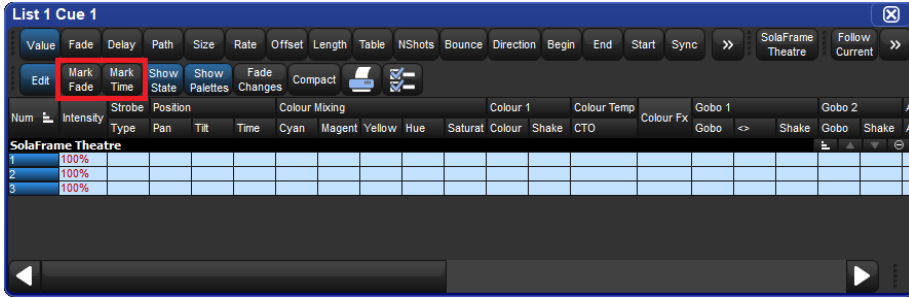 List 1 Cue 1
Value Fade Delay Path Size Rate Offset Length Table NShots Bounce Direction Begin End Start Sync » SolaFrame Theatre Follow Current »
Edit Mark Fade Mark Time Show State Show Palettes Fade Changes Compact
Num Intensity Strobe Position Colour Mixing Colour 1 Colour Temp Colour Fx Gobo 1 Gobo 2
Type Pan Tilt Time Cyan Magent Yellow Hue Saturat Colour Shake CTO Gobo <> Shake Gobo Shake
SolaFrame Theatre
1 100%
2 100%
3 100%